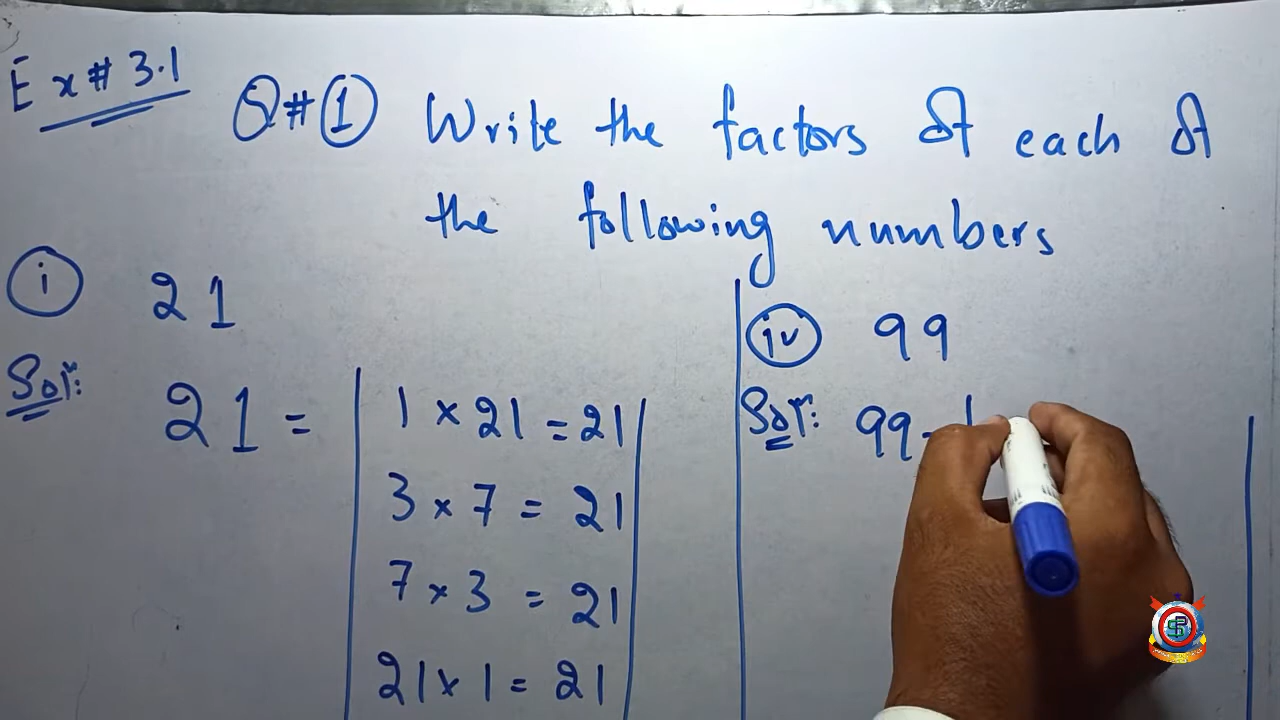 Ex # 3.1
Q # 1 Write the factors of each of
the following numbers
i 21
Sol: 21 =
1 × 21 = 21
3 × 7 = 21
7 × 3 = 21
21 × 1 = 21
iv 99
Sol: 99 =